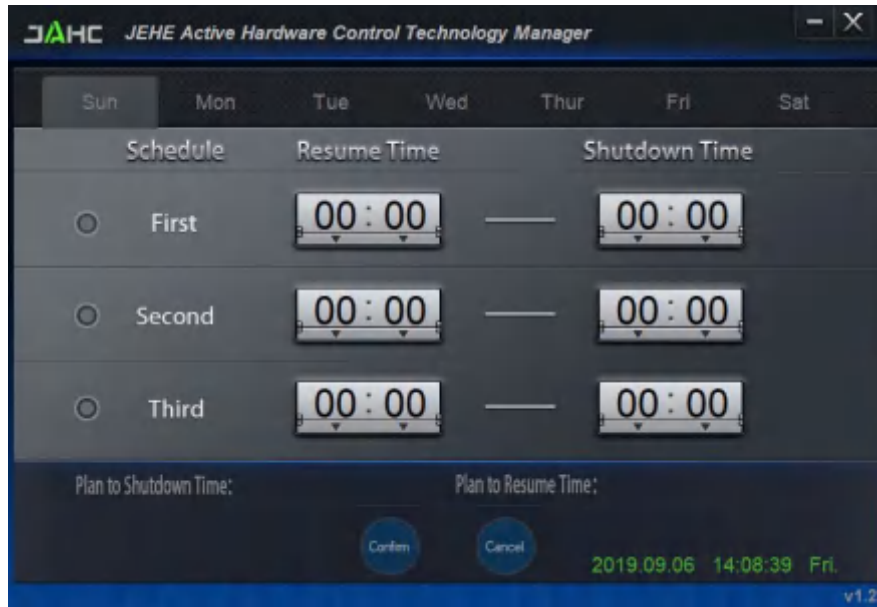 JAHC JEHE Active Hardware Control Technology Manager
Sun Mon Tue Wed Thur Fri Sat
Schedule Resume Time Shutdown Time
First 00:00 00:00
Second 00:00 00:00
Third 00:00 00:00
Plan to Shutdown Time: Plan to Resume Time:
Confirm Cancel
2019.09.06 14:08:39 Fri.
v1.2